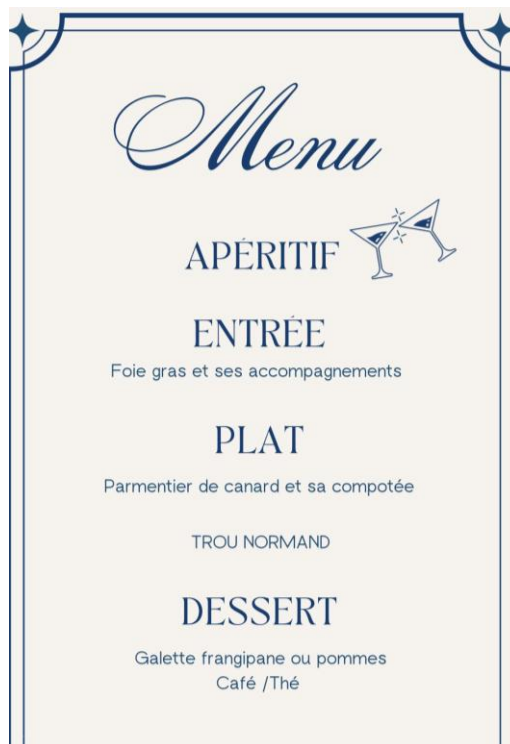 Menu
APÉRITIF
ENTRÉE
Foie gras et ses accompagnements
PLAT
Parmentier de canard et sa compotée
TROU NORMAND
DESSERT
Galette frangipane ou pommes
Café /Thé